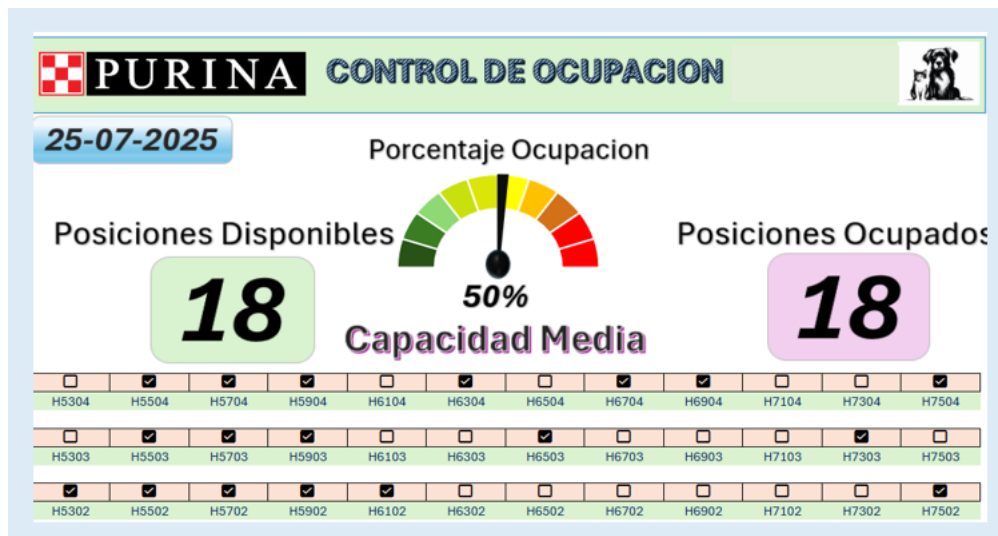 PURINA CONTROL DE OCUPACION
25-07-2025
Porcentaje Ocupacion
Posiciones Disponibles
Posiciones Ocupados
18
50%
18
Capacidad Media
H5304 H5504 H5704 H5904 H6104 H6304 H6504 H6704 H6904 H7104 H7304 H7504
H5303 H5503 H5703 H5903 H6103 H6303 H6503 H6703 H6903 H7103 H7303 H7503
H5302 H5502 H5702 H5902 H6102 H6302 H6502 H6702 H6902 H7102 H7302 H7502